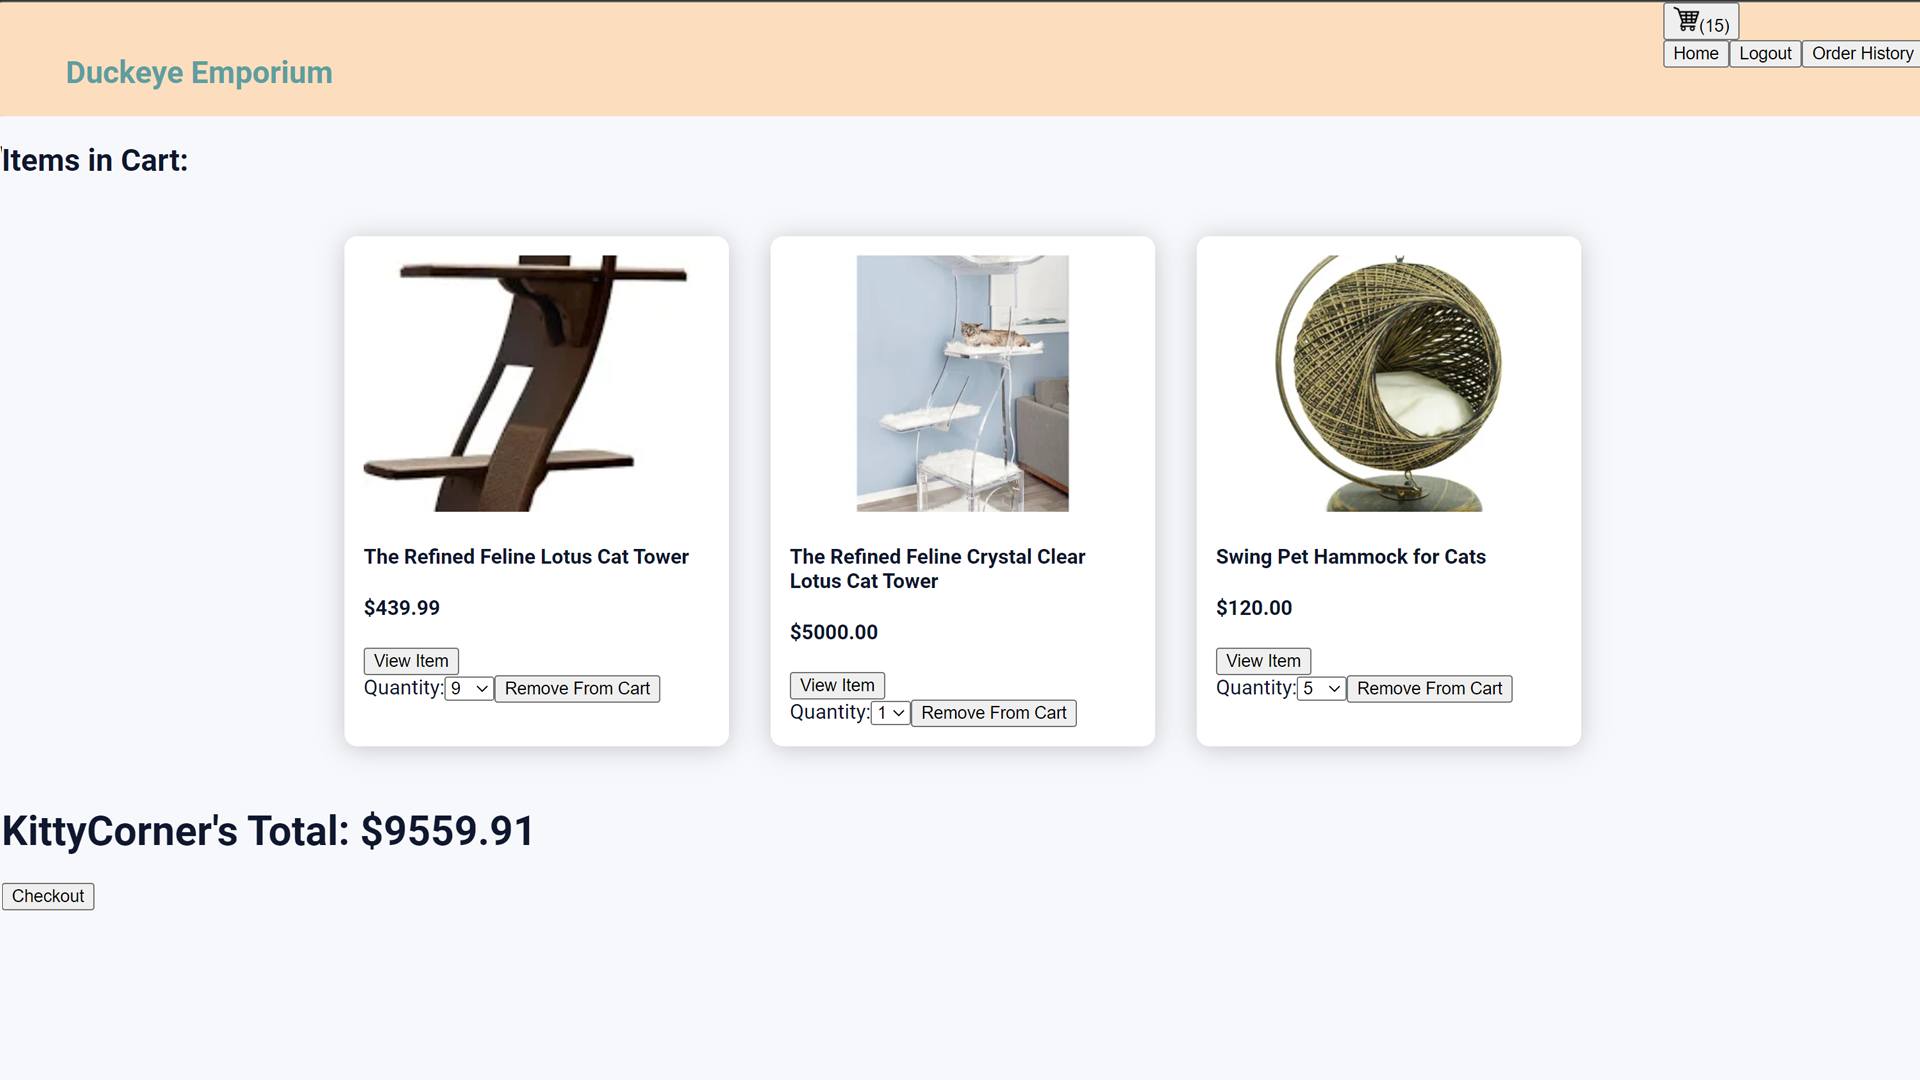 (15)
Home Logout Order History
Duckeye Emporium
Items in Cart:
The Refined Feline Lotus Cat Tower
$439.99
View Item
Quantity: 9 Remove From Cart
The Refined Feline Crystal Clear
Lotus Cat Tower
$5000.00
View Item
Quantity: 1 Remove From Cart
Swing Pet Hammock for Cats
$120.00
View Item
Quantity: 5 Remove From Cart
KittyCorner's Total: $9559.91
Checkout